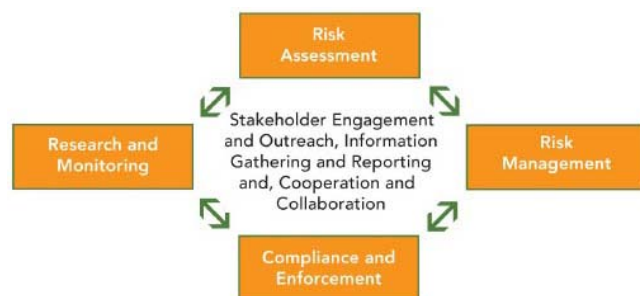 Risk
Assessment
Research and
Monitoring
Stakeholder Engagement
and Outreach, Information
Gathering and Reporting
and, Cooperation and
Collaboration
Risk
Management
Compliance and
Enforcement